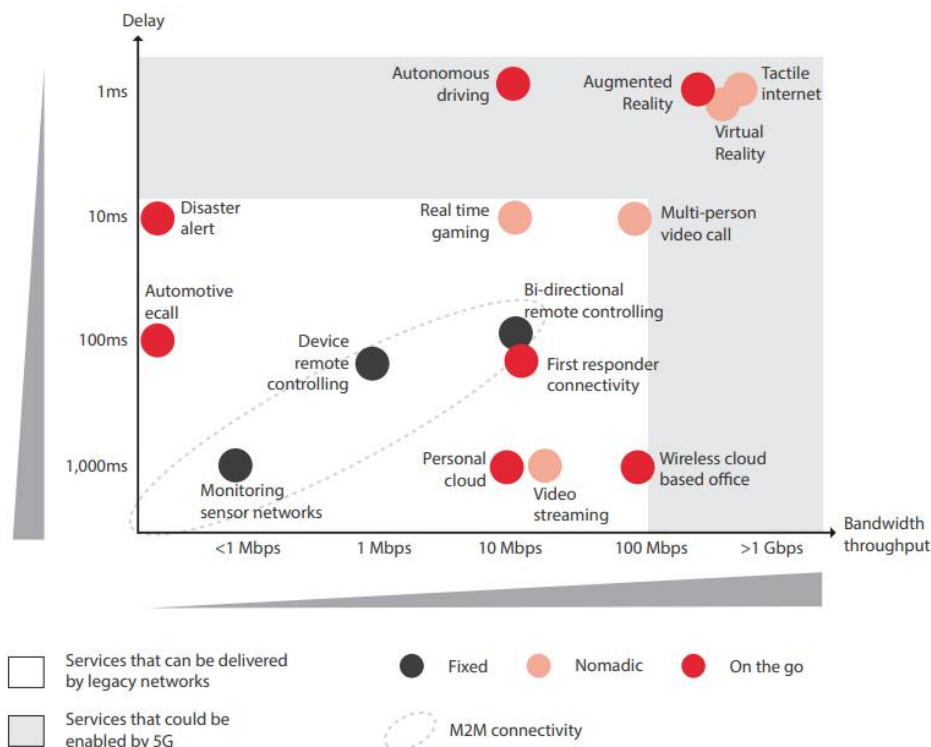 Delay
1ms
10ms
100ms
1,000ms
Autonomous
driving
Augmented
Reality
Tactile
internet
Virtual
Reality
Disaster
alert
Real time
gaming
Multi-person
video call
Automotive
ecall
Bi-directional
remote controlling
Device
remote
controlling
First responder
connectivity
Monitoring
sensor networks
Personal
cloud
Video
streaming
Wireless cloud
based office
<1 Mbps
1 Mbps
10 Mbps
100 Mbps
>1 Gbps
Bandwidth
throughput
Services that can be delivered
by legacy networks
Fixed
Nomadic
On the go
Services that could be
enabled by 5G
M2M connectivity